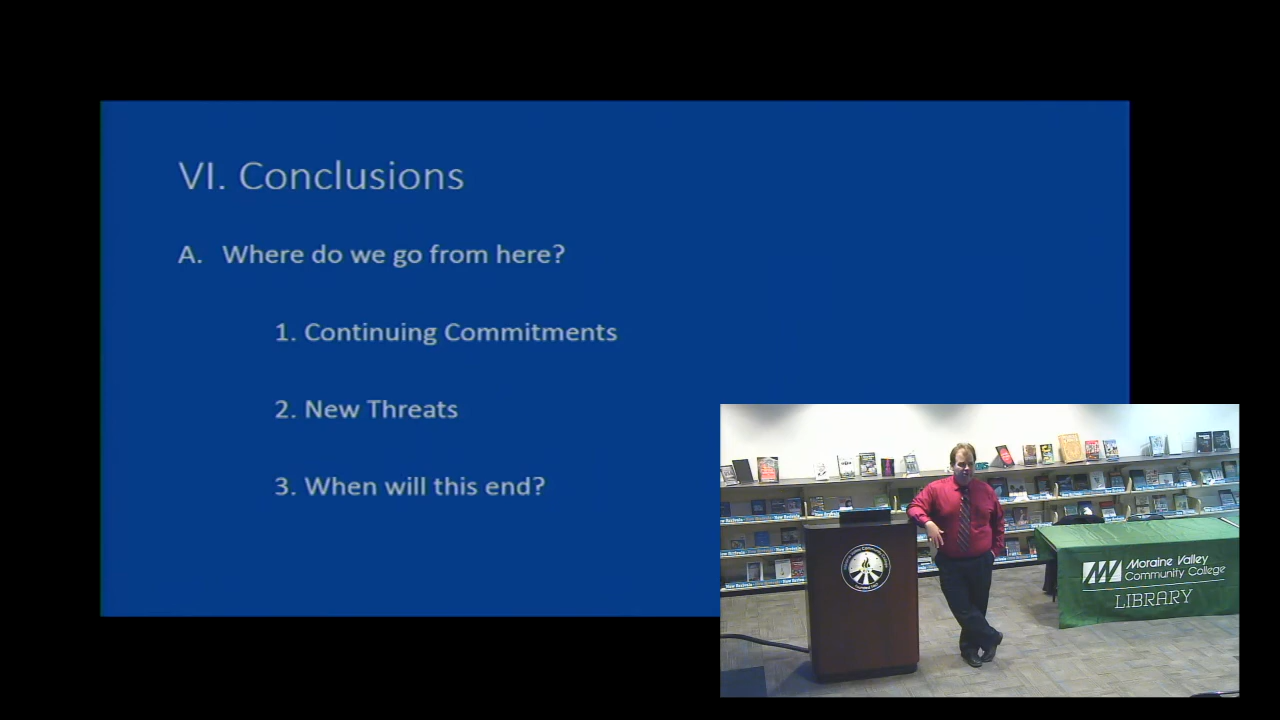 VI. Conclusions
A. Where do we go from here?
1. Continuing Commitments
2. New Threats
3. When will this end?
Moraine Valley
Community College
LIBRARY